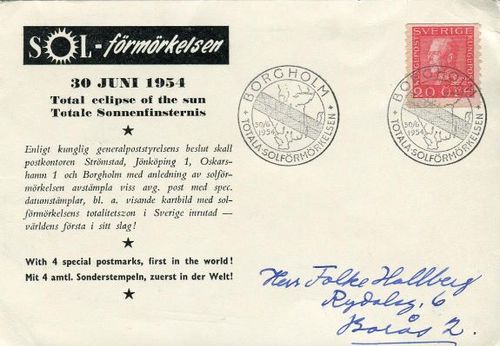 SOL-förmörkelsen
30 JUNI 1954
Total eclipse of the sun
Totale Sonnenfinsternis
Enligt kunglig generalpoststyrelsens beslut skall
postkontoren Strömstad, Jönköping 1, Oskars-
hamn 1 och Borgholm med anledning av solför-
mörkelsen avstämpla viss avg. post med spec.
datumstämplar, bl. a. visande kartbild med sol-
förmörkelsens totalitetszon i Sverige inrutad —
världens första i sitt slag!
With 4 special postmarks, first in the world!
Mit 4 amtl. Sonderstempeln, zuerst in der Welt!
BORGHOLM
30/6
1954
TOTALA·SOLFÖRMÖRKELSEN
SVERIGE
20 ÖRE
BORGHOLM
30/6
1954
TOTALA·SOLFÖRMÖRKELSEN
Herr Folke Hallberg
Rydalsg. 6
Borås 2.